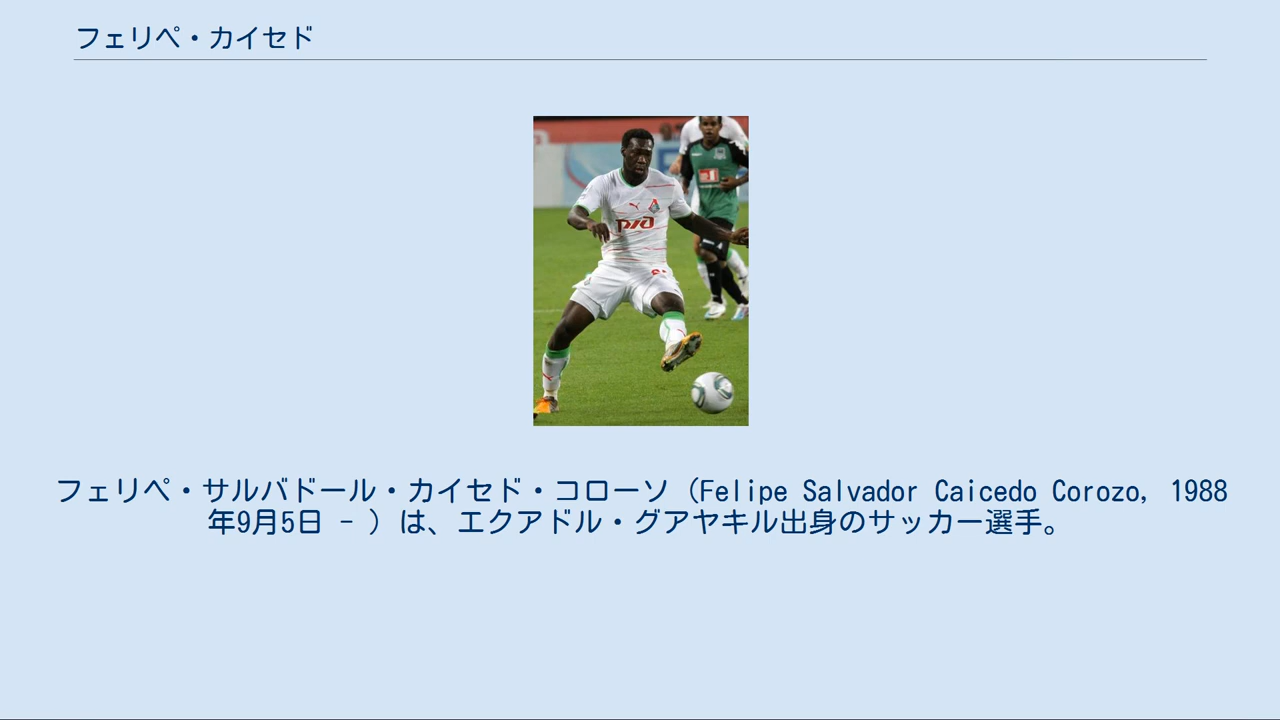 フェリペ・カイセド
フェリペ・サルバドール・カイセド・コローソ（Felipe Salvador Caicedo Corozo, 1988
年9月5日 - ）は、エクアドル・グアヤキル出身のサッカー選手。